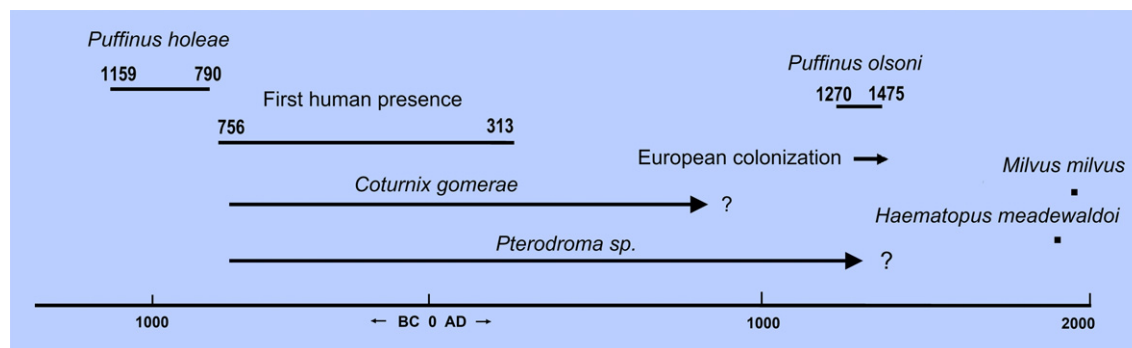 Puffinus holeae
1159 790
First human presence
756 313
Puffinus olsoni
1270 1475
European colonization →
Milvus milvus
Coturnix gomerae
?
Haematopus meadewaldoi
Pterodroma sp.
?
1000 ← BC 0 AD → 1000 2000